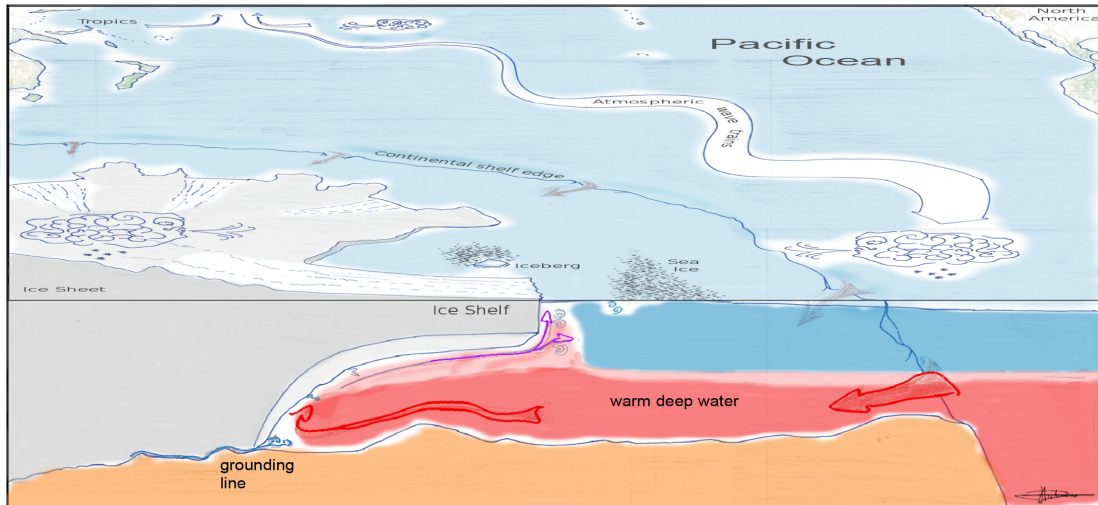 Tropics
North
America
Pacific
Ocean
Atmospheric
wave trains
Continental shelf edge
Iceberg
Sea
Ice
Ice Sheet
Ice Shelf
warm deep water
grounding
line